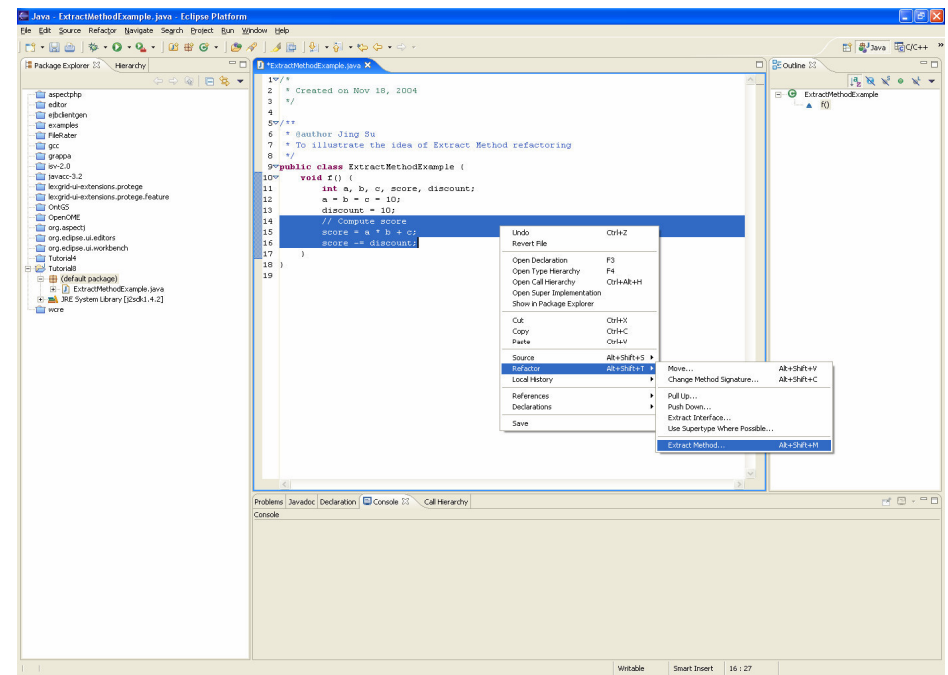 Java - ExtractMethodExample.java - Eclipse Platform
File Edit Source Refactor Navigate Search Project Run Window Help
Java C/C++ »
Package Explorer Hierarchy
aspectphp
editor
ejbclientgen
examples
FileRater
gcc
grappa
isv-2.0
javacc-3.2
lexgrid-ui-extensions.protege
lexgrid-ui-extensions.protege.feature
OntGS
OpenOME
org.aspectj
org.eclipse.ui.editors
org.eclipse.ui.workbench
Tutorial4
Tutorial8
(default package)
ExtractMethodExample.java
JRE System Library [j2sdk1.4.2]
wcre
*ExtractMethodExample.java
1 /*
2 * Created on Nov 18, 2004
3 */
4
5 /**
6 * @author Jing Su
7 * To illustrate the idea of Extract Method refactoring
8 */
9 public class ExtractMethodExample {
10 void f() {
11 int a, b, c, score, discount;
12 a = b = c = 10;
13 discount = 10;
14 // Compute score
15 score = a * b + c;
16 score -= discount;
17 }
18 }
19
Undo Ctrl+Z
Revert File
Open Declaration F3
Open Type Hierarchy F4
Open Call Hierarchy Ctrl+Alt+H
Open Super Implementation
Show in Package Explorer
Cut Ctrl+X
Copy Ctrl+C
Paste Ctrl+V
Source Alt+Shift+S
Refactor Alt+Shift+T
Local History
References
Declarations
Save
Move... Alt+Shift+V
Change Method Signature... Alt+Shift+C
Pull Up...
Push Down...
Extract Interface...
Use Supertype Where Possible...
Extract Method... Alt+Shift+M
Outline
ExtractMethodExample
f()
Problems Javadoc Declaration Console Call Hierarchy
Console
Writable Smart Insert 16 : 27